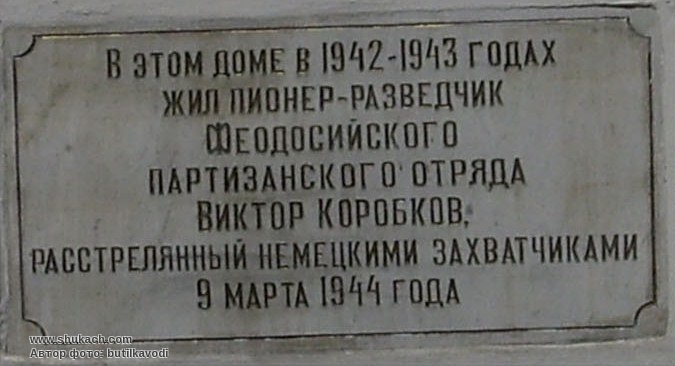 В ЭТОМ ДОМЕ В 1942-1943 ГОДАХ
ЖИЛ ПИОНЕР-РАЗВЕДЧИК
ФЕОДОСИЙСКОГО
ПАРТИЗАНСКОГО ОТРЯДА
ВИКТОР КОРОБКОВ,
РАССТРЕЛЯННЫЙ НЕМЕЦКИМИ ЗАХВАТЧИКАМИ
9 МАРТА 1944 ГОДА
www.shukach.com
Автор фото: butilkavodi